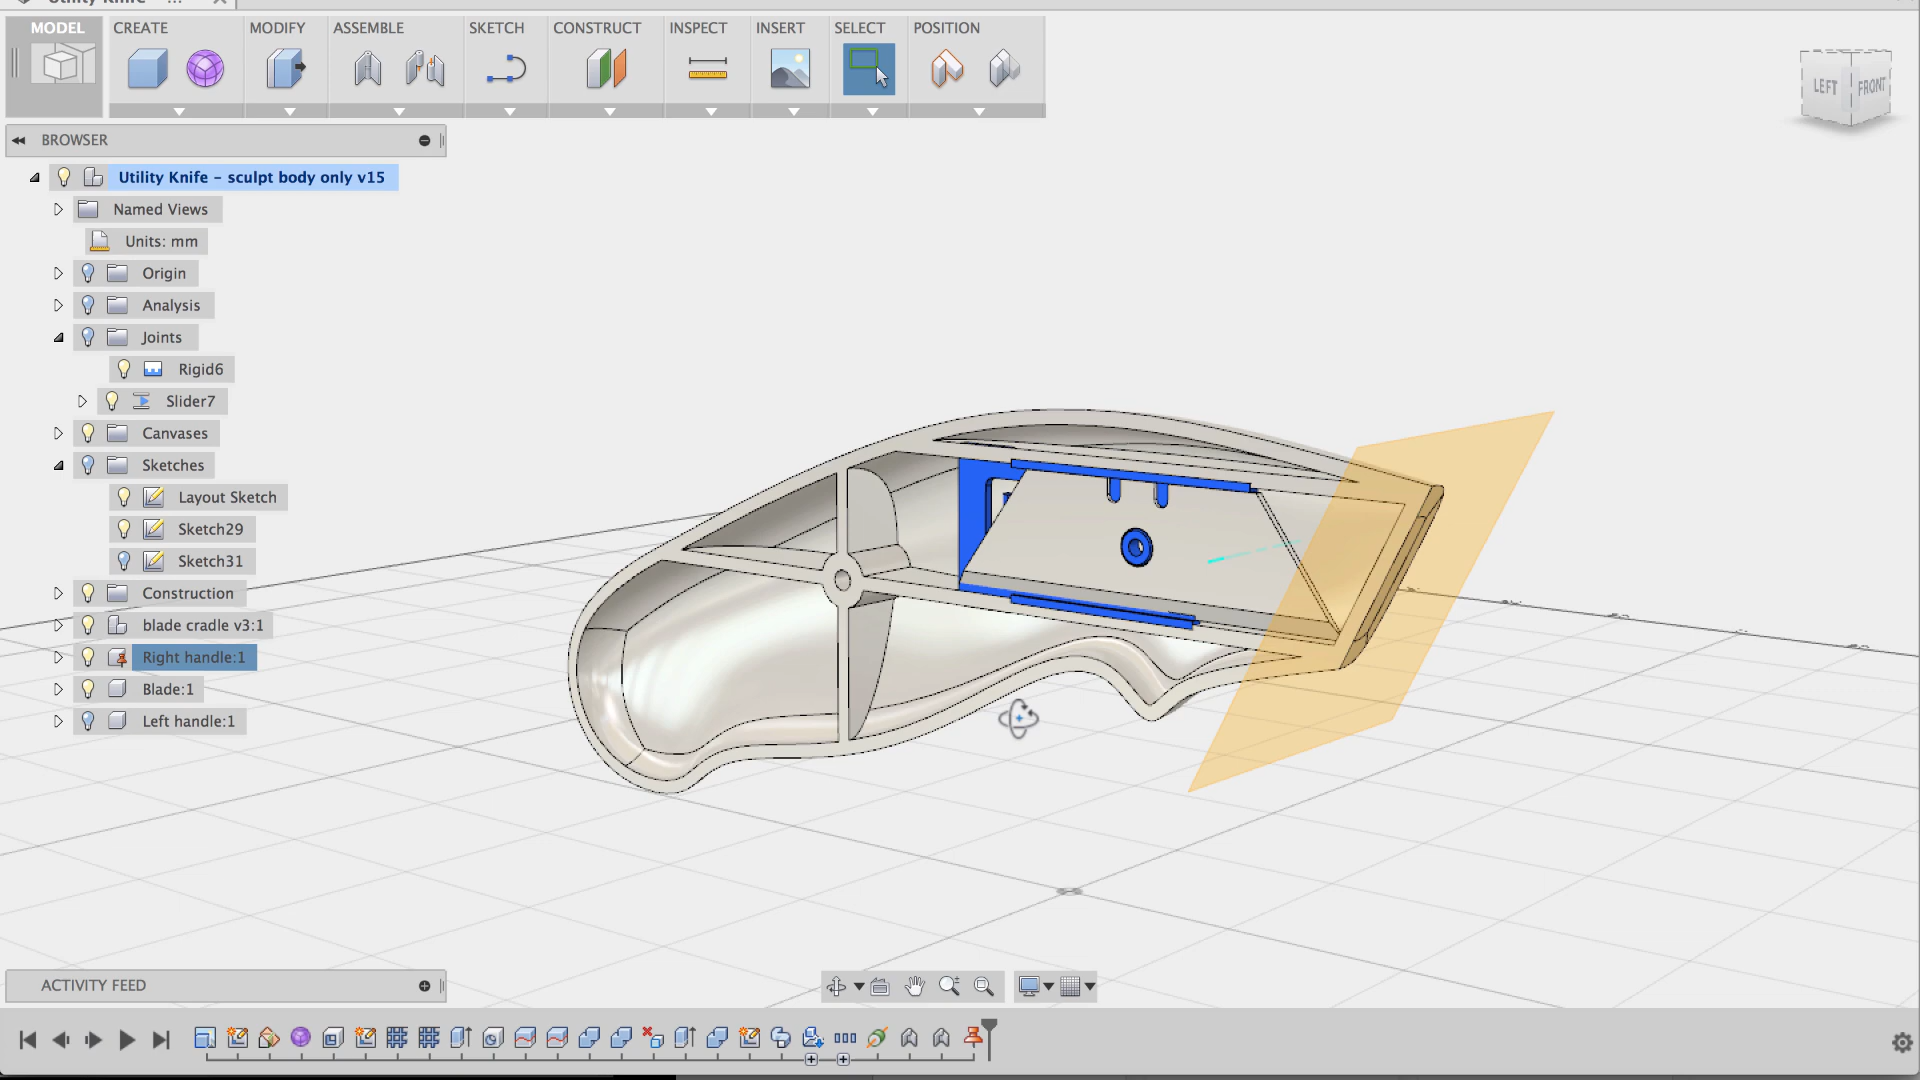 Utility Knife
MODEL
CREATE
MODIFY
ASSEMBLE
SKETCH
CONSTRUCT
INSPECT
INSERT
SELECT
POSITION
LEFT
FRONT
BROWSER
Utility Knife – sculpt body only v15
Named Views
Units: mm
Origin
Analysis
Joints
Rigid6
Slider7
Canvases
Sketches
Layout Sketch
Sketch29
Sketch31
Construction
blade cradle v3:1
Right handle:1
Blade:1
Left handle:1
ACTIVITY FEED